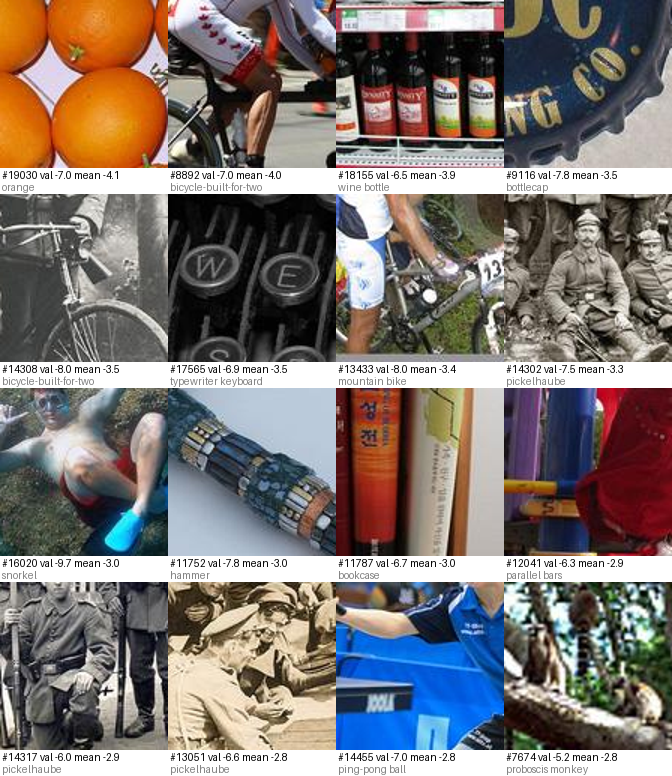 #19030 val -7.0 mean -4.1
orange
#8892 val -7.0 mean -4.0
bicycle-built-for-two
DYNASTY
#18155 val -6.5 mean -3.9
wine bottle
NG CO.
#9116 val -7.8 mean -3.5
bottlecap
#14308 val -8.0 mean -3.5
bicycle-built-for-two
W E
#17565 val -6.9 mean -3.5
typewriter keyboard
13
#13433 val -8.0 mean -3.4
mountain bike
#14302 val -7.5 mean -3.3
pickelhaube
#16020 val -9.7 mean -3.0
snorkel
#11752 val -7.8 mean -3.0
hammer
#11787 val -6.7 mean -3.0
bookcase
#12041 val -6.3 mean -2.9
parallel bars
#14317 val -6.0 mean -2.9
pickelhaube
#13051 val -6.6 mean -2.8
pickelhaube
JOOLA
#14455 val -7.0 mean -2.8
ping-pong ball
#7674 val -5.2 mean -2.8
proboscis monkey